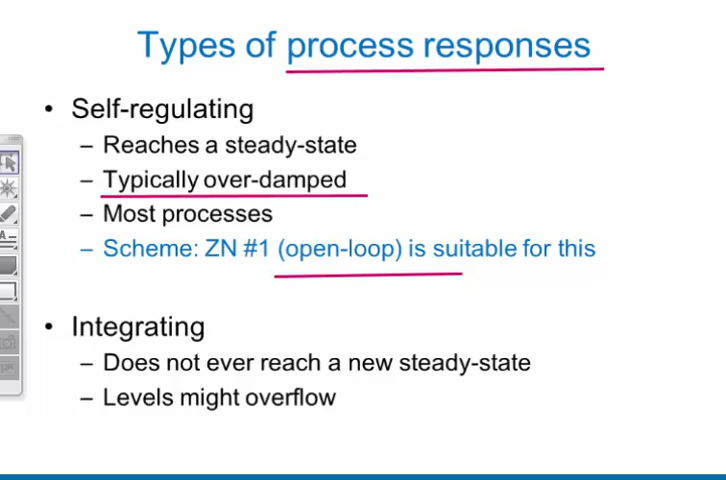 Types of process responses
• Self-regulating
– Reaches a steady-state
– Typically over-damped
– Most processes
– Scheme: ZN #1 (open-loop) is suitable for this
• Integrating
– Does not ever reach a new steady-state
– Levels might overflow